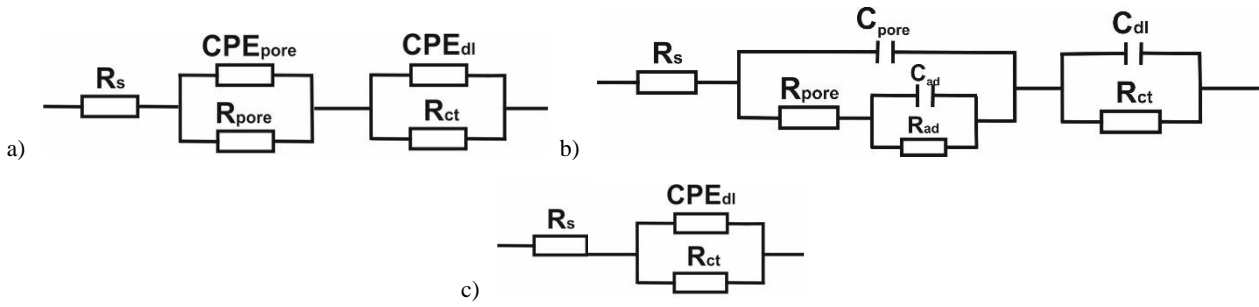 CPEpore CPEdl
Rs
Rpore Rct
a)
Cpore Cdl
Rs
Cad
Rpore Rct
Rad
b)
CPEdl
Rs
Rct
c)